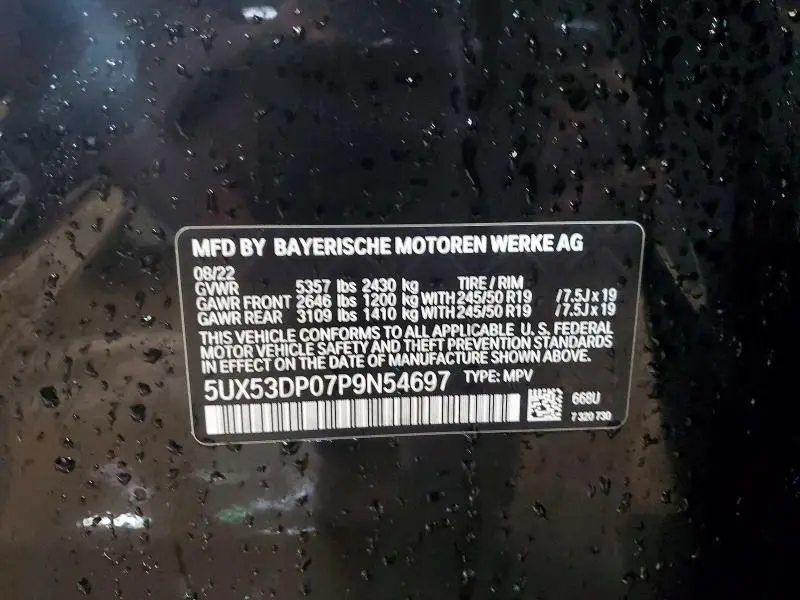 MFD BY BAYERISCHE MOTOREN WERKE AG
08/22
GVWR 5357 lbs 2430 kg TIRE / RIM
GAWR FRONT 2646 lbs 1200 kg WITH 245/50 R19 /7.5J x 19
GAWR REAR 3109 lbs 1410 kg WITH 245/50 R19 /7.5J x 19
THIS VEHICLE CONFORMS TO ALL APPLICABLE U. S. FEDERAL
MOTOR VEHICLE SAFETY AND THEFT PREVENTION STANDARDS
IN EFFECT ON THE DATE OF MANUFACTURE SHOWN ABOVE.
5UX53DP07P9N54697 TYPE: MPV
668U
7 320 730